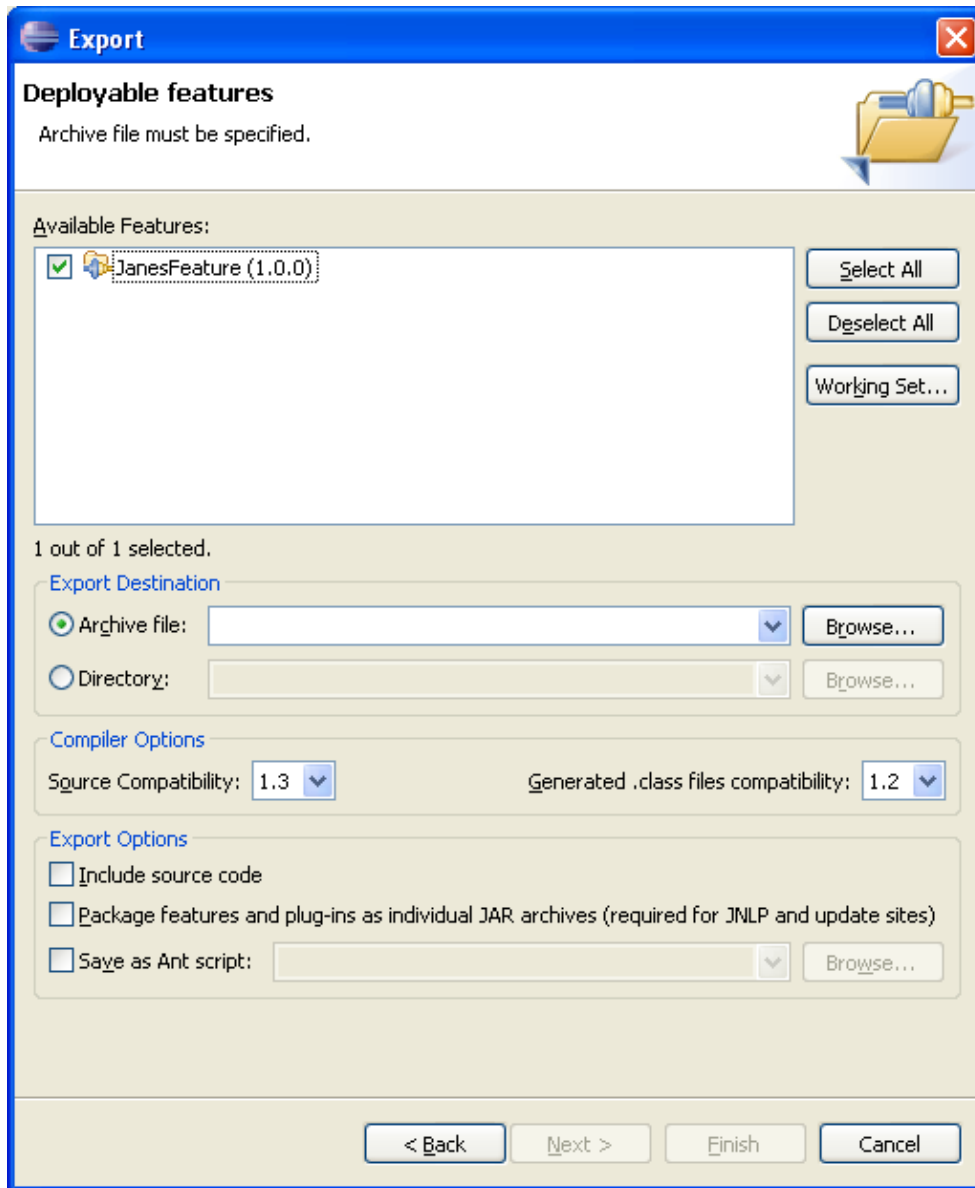 Export
Deployable features
Archive file must be specified.
Available Features:
JanesFeature (1.0.0)
Select All
Deselect All
Working Set...
1 out of 1 selected.
Export Destination
Archive file: Browse...
Directory: Browse...
Compiler Options
Source Compatibility: 1.3 Generated .class files compatibility: 1.2
Export Options
Include source code
Package features and plug-ins as individual JAR archives (required for JNLP and update sites)
Save as Ant script: Browse...
< Back Next > Finish Cancel